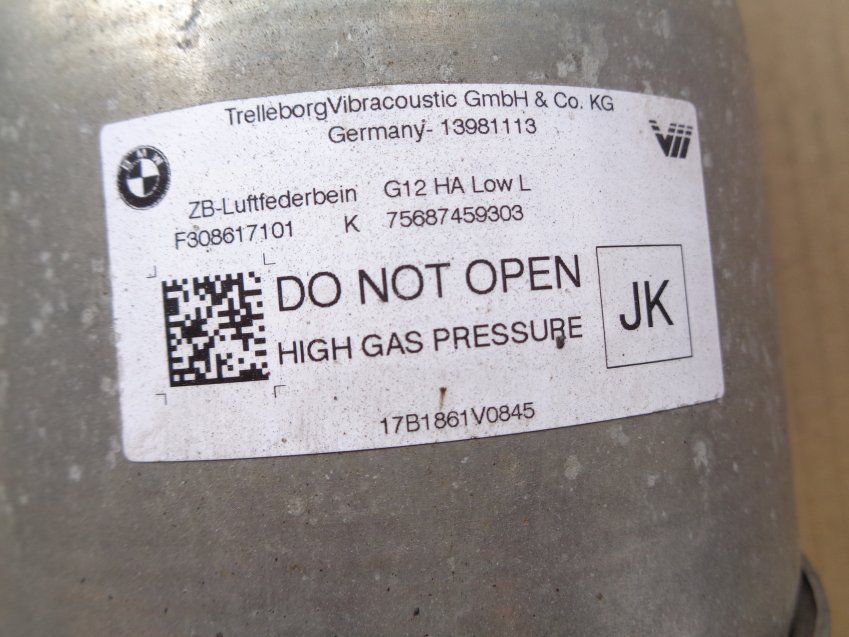 TrelleborgVibracoustic GmbH & Co. KG
Germany- 13981113
BMW
ZB-Luftfederbein G12 HA Low L
F308617101 K 75687459303
DO NOT OPEN
HIGH GAS PRESSURE
JK
17B1861V0845